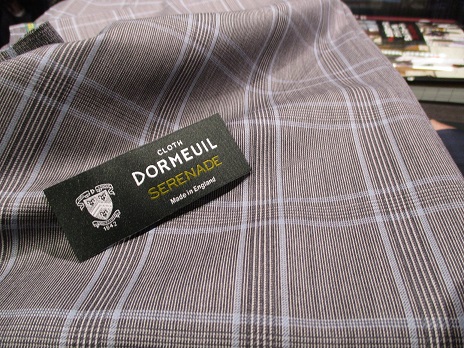 CLOTH
DORMEUIL
SERENADE
Made in England
1842